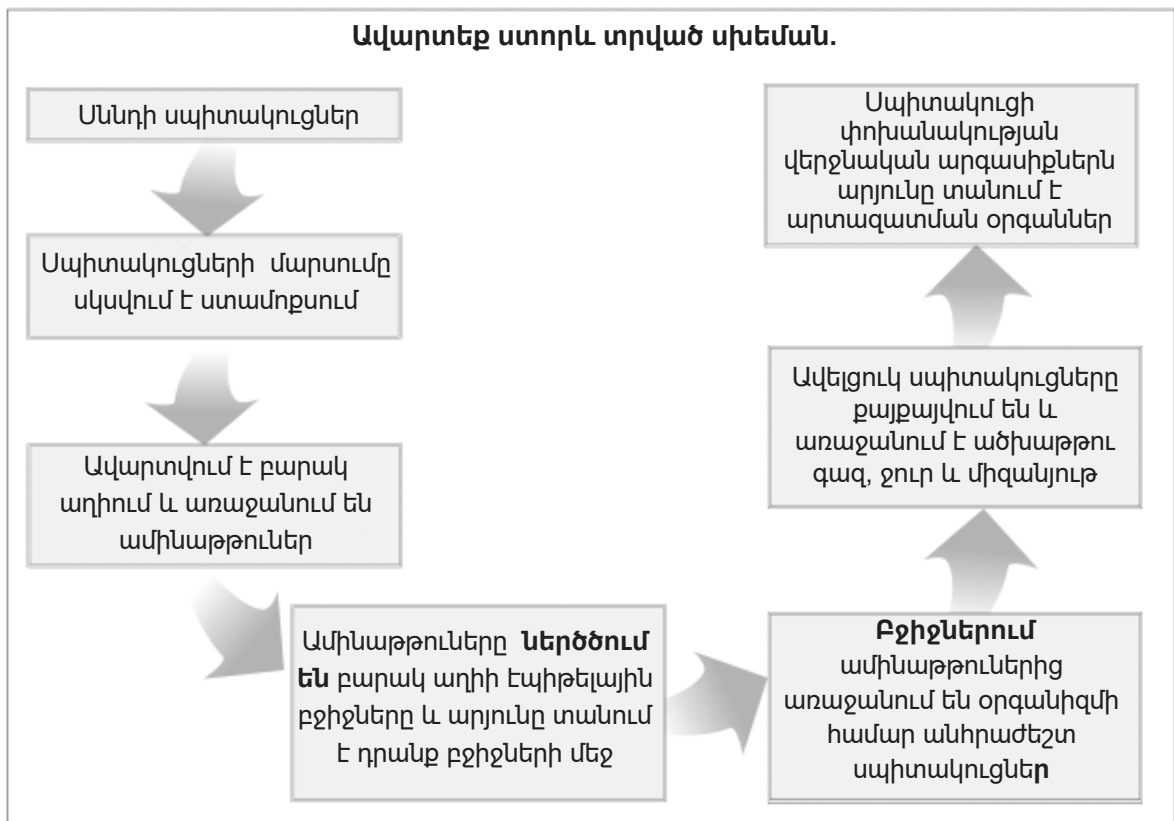 Ավարտեք ստորև տրված սխեման.
Սննդի սպիտակուցներ
Սպիտակուցների մարսումը
սկսվում է ստամոքսում
Ավարտվում է բարակ
աղիում և առաջանում են
ամինաթթուներ
Ամինաթթուները ներծծում
են բարակ աղիի էպիթելային
բջիջները և արյունը տանում
է դրանք բջիջների մեջ
Բջիջներում
ամինաթթուներից
առաջանում են օրգանիզմի
համար անհրաժեշտ
սպիտակուցներ
Ավելցուկ սպիտակուցները
քայքայվում են և
առաջանում է ածխաթթու
գազ, ջուր և միզանյութ
Սպիտակուցի
փոխանակության
վերջնական արգասիքներն
արյունը տանում է
արտազատման օրգաններ